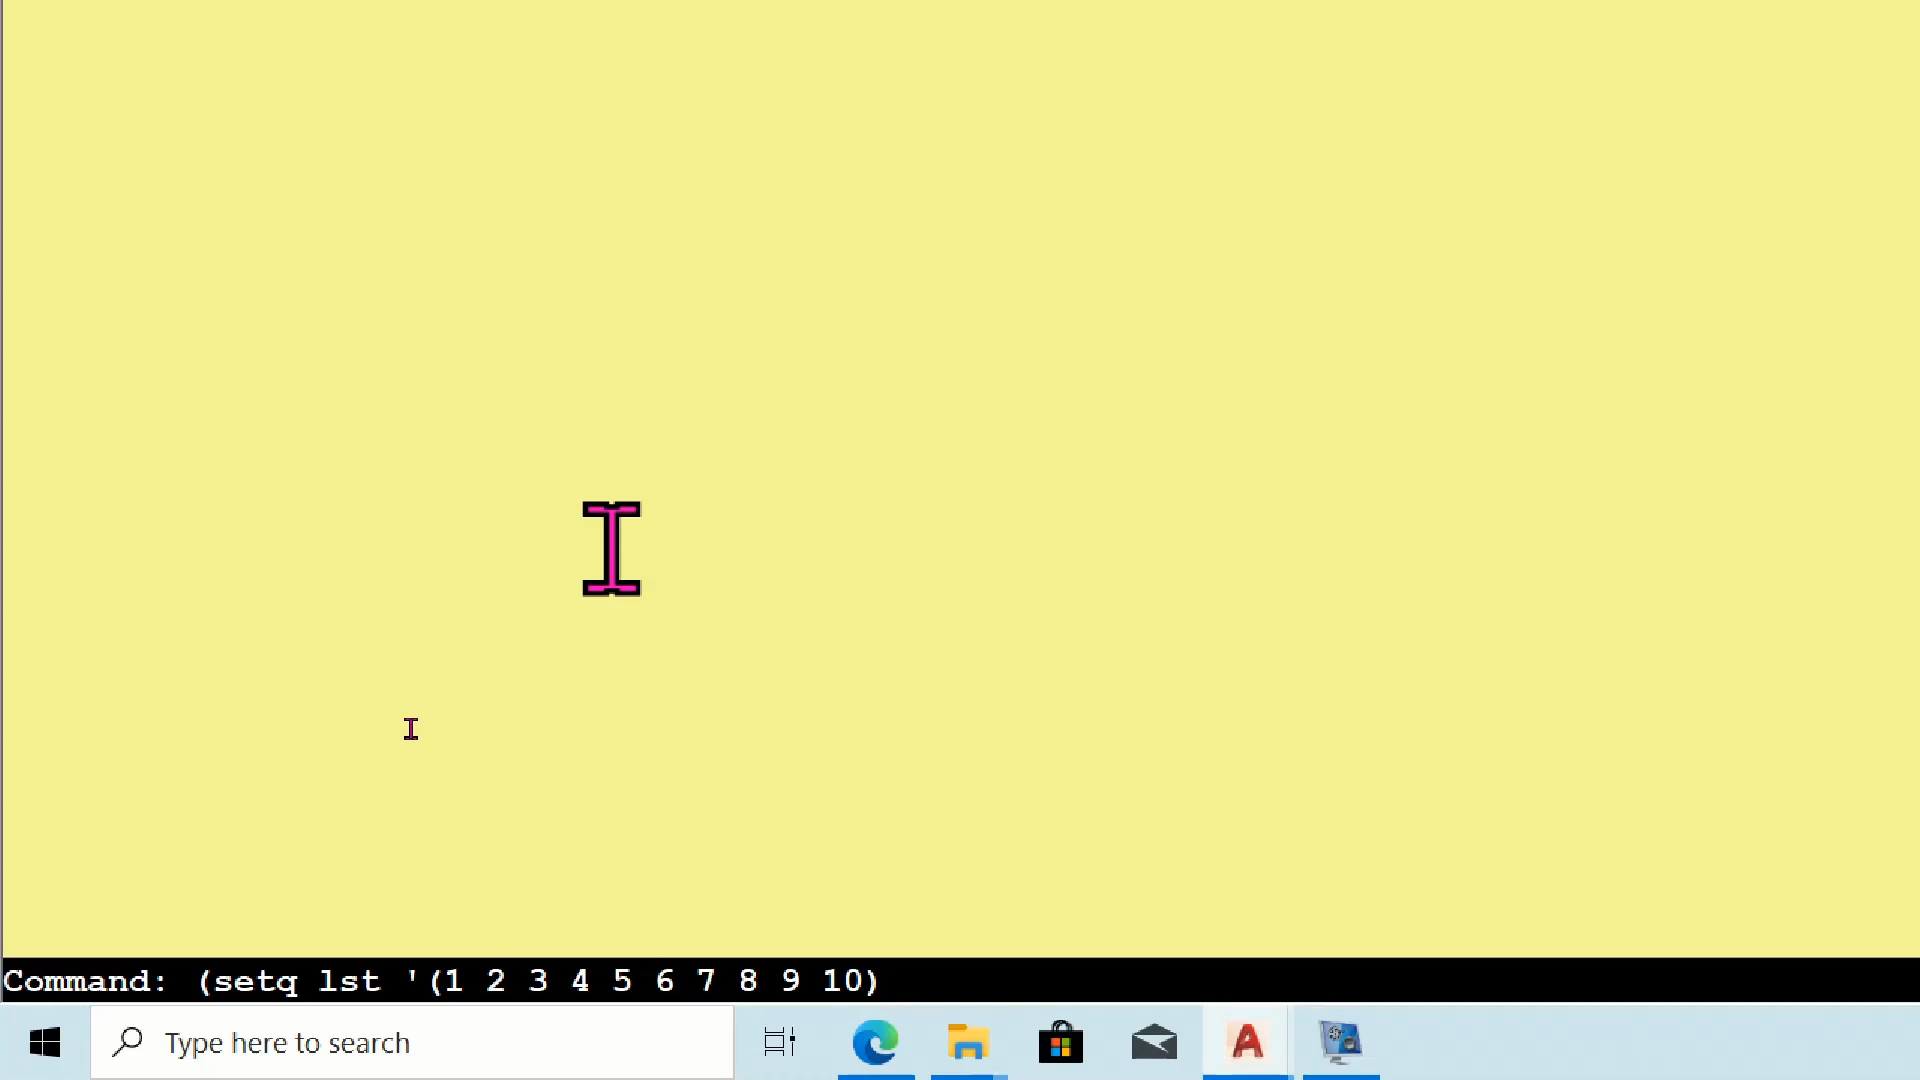 Command: (setq lst '(1 2 3 4 5 6 7 8 9 10)
Type here to search